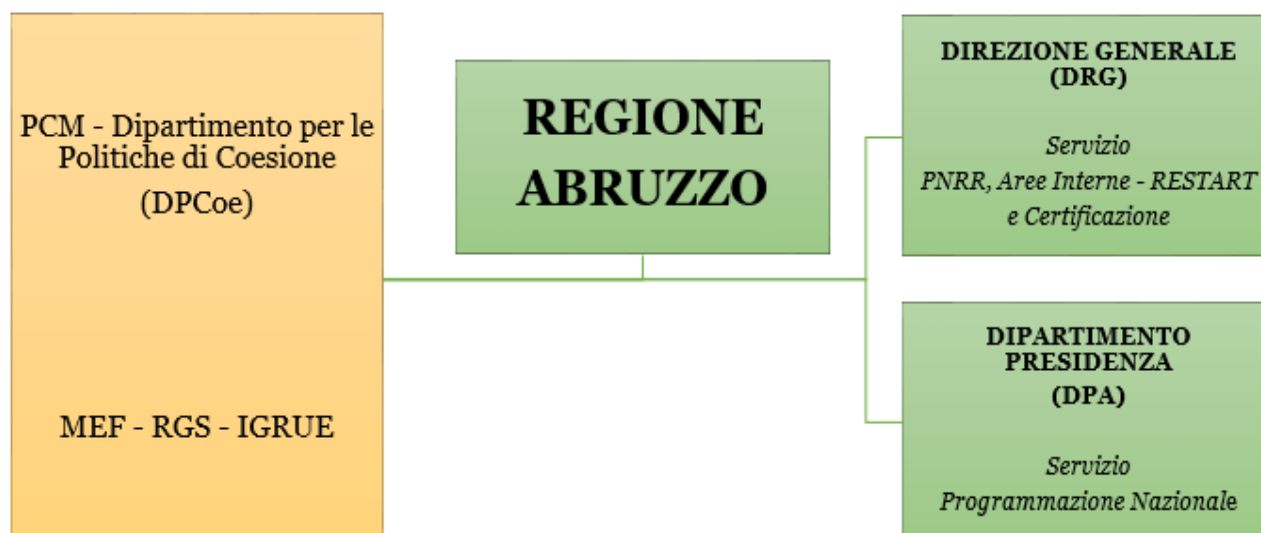 PCM - Dipartimento per le
Politiche di Coesione
(DPCoe)
MEF - RGS - IGRUE
REGIONE
ABRUZZO
DIREZIONE GENERALE
(DRG)
Servizio
PNRR, Aree Interne - RESTART
e Certificazione
DIPARTIMENTO
PRESIDENZA
(DPA)
Servizio
Programmazione Nazionale